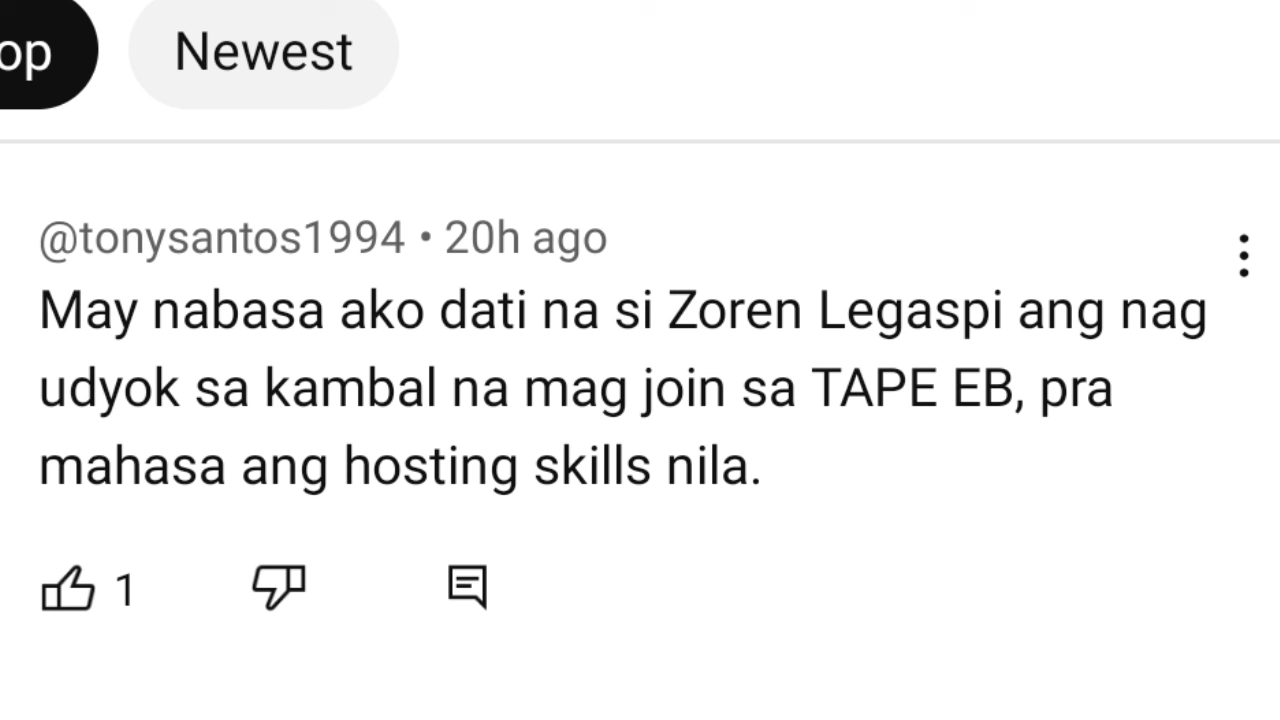 op
Newest
@tonysantos1994 • 20h ago
May nabasa ako dati na si Zoren Legaspi ang nag
udyok sa kambal na mag join sa TAPE EB, pra
mahasa ang hosting skills nila.
1